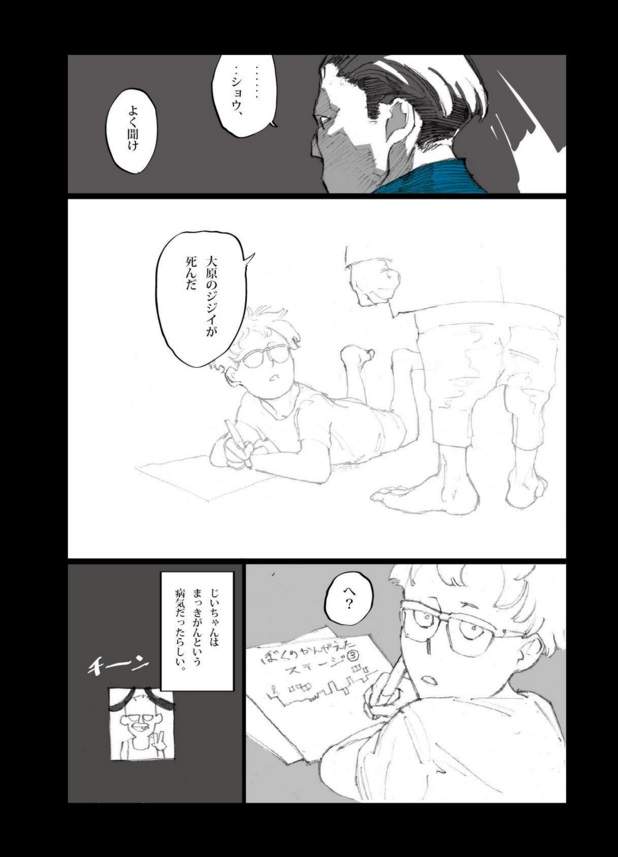 ‥‥‥
‥ショウ、
よく聞け
大原のジジイが
死んだ
へ？
ぼくのかんがえた
ステージ③
じいちゃんは
まっきがんという
病気だったらしい。
チーン